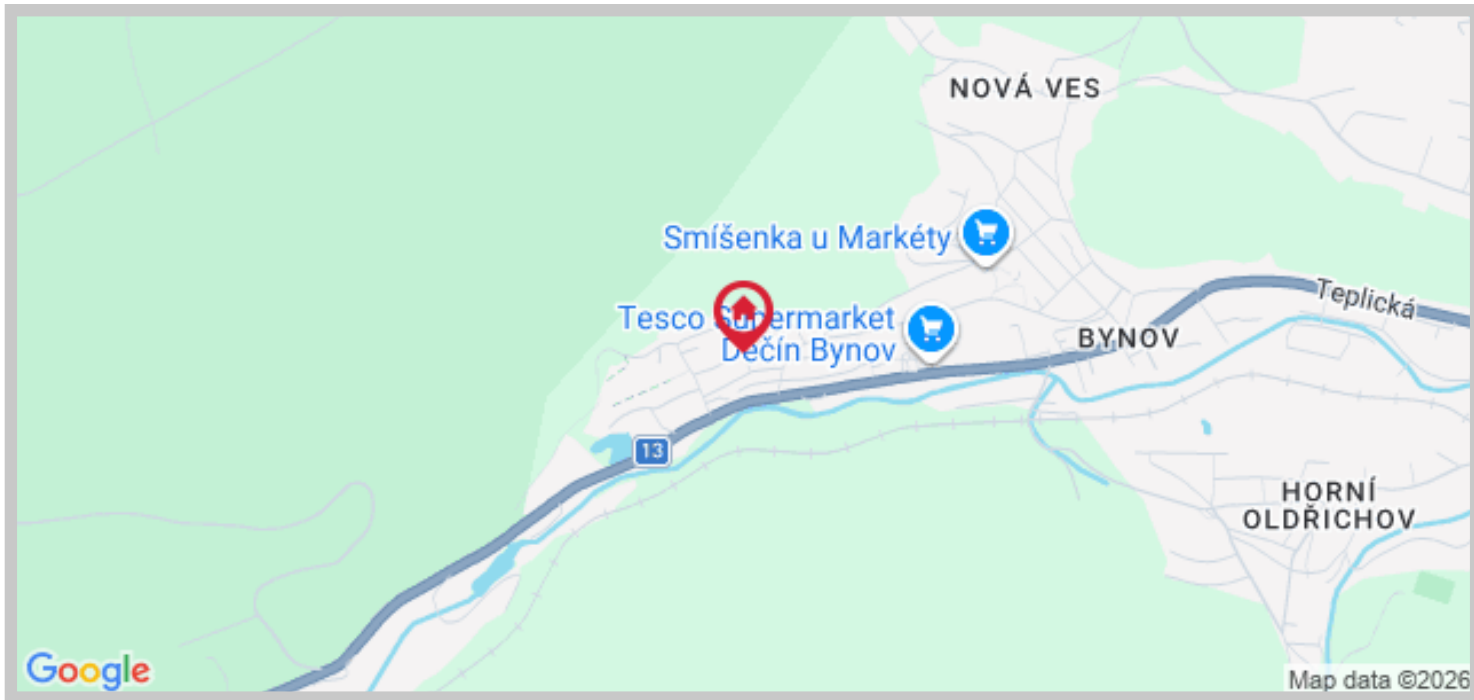 NOVÁ VES
Smíšenka u Markéty
Teplická
Tesco Supermarket
Děčín Bynov
BYNOV
13
HORNÍ
OLDŘICHOV
Google
Map data ©2026